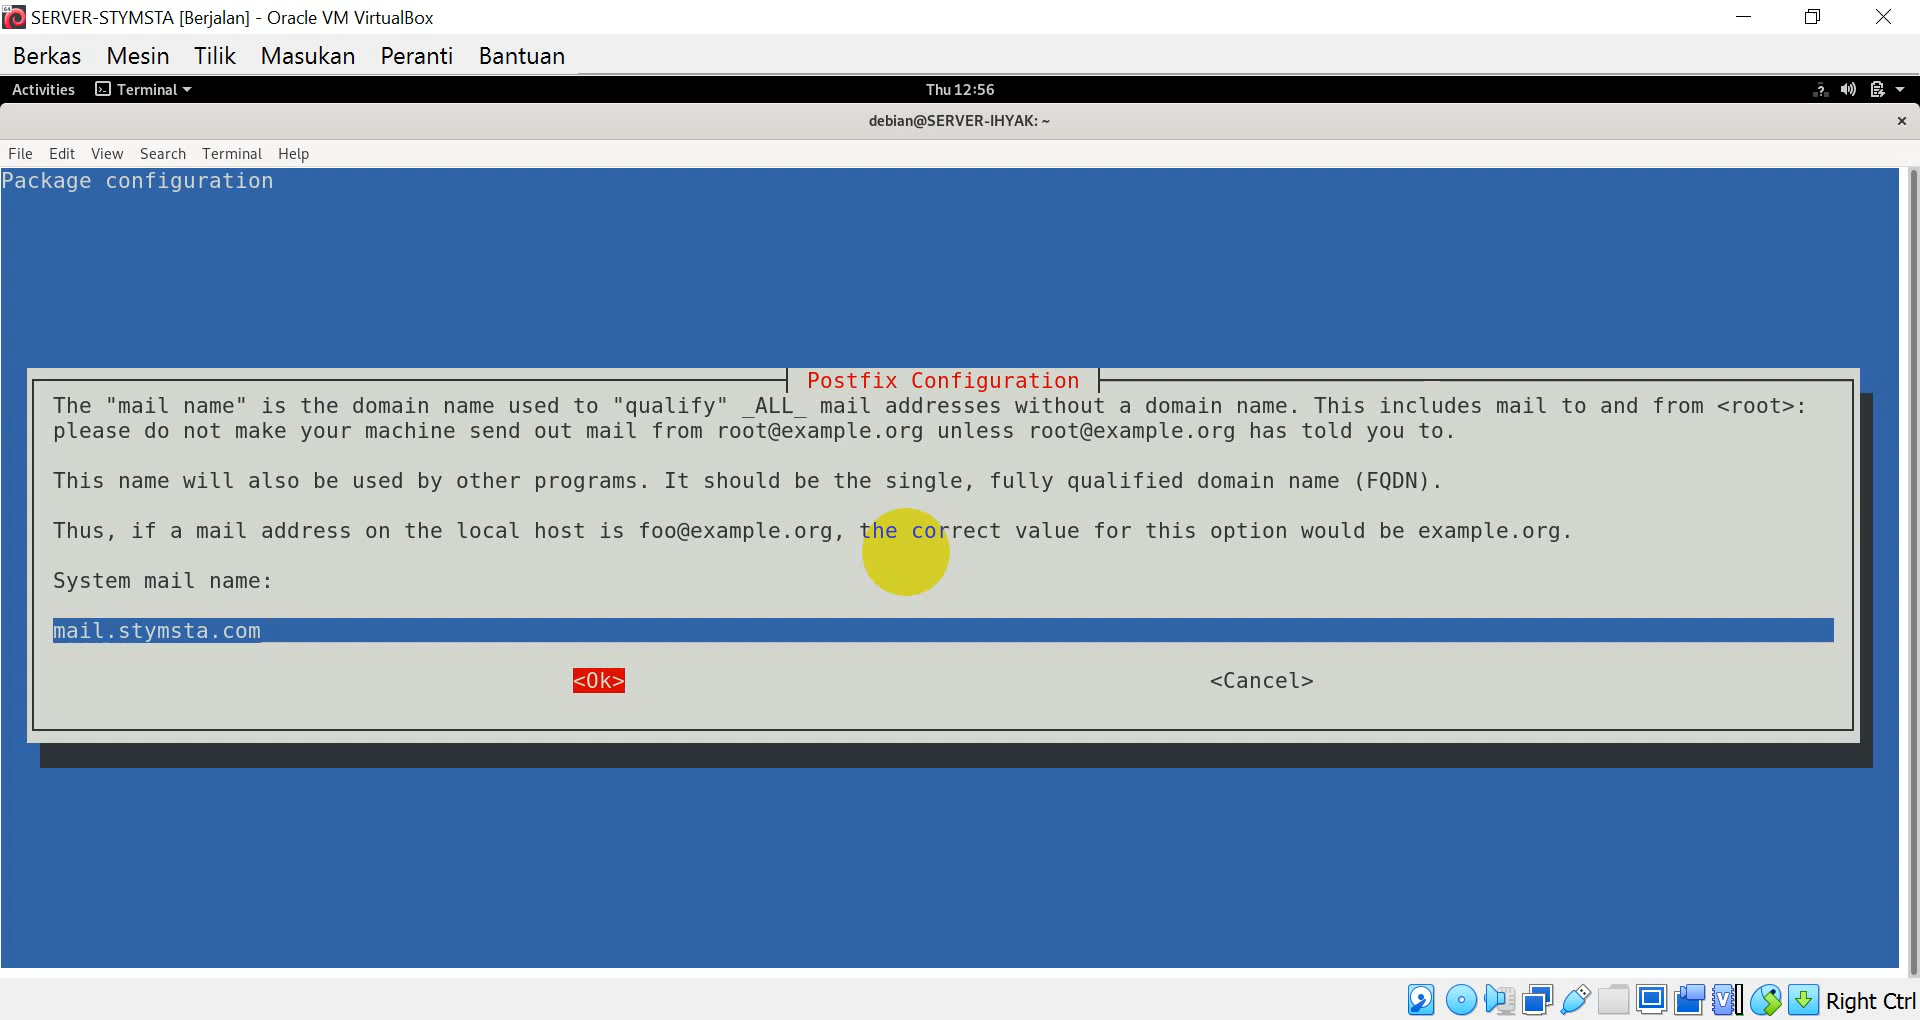 SERVER-STYMSTA [Berjalan] - Oracle VM VirtualBox
Berkas Mesin Tilik Masukan Peranti Bantuan
Activities Terminal Thu 12:56
debian@SERVER-IHYAK: ~
File Edit View Search Terminal Help
Package configuration
Postfix Configuration
The "mail name" is the domain name used to "qualify" _ALL_ mail addresses without a domain name. This includes mail to and from <root>:
please do not make your machine send out mail from root@example.org unless root@example.org has told you to.
This name will also be used by other programs. It should be the single, fully qualified domain name (FQDN).
Thus, if a mail address on the local host is foo@example.org, the correct value for this option would be example.org.
System mail name:
mail.stymsta.com
<Ok> <Cancel>
Right Ctrl